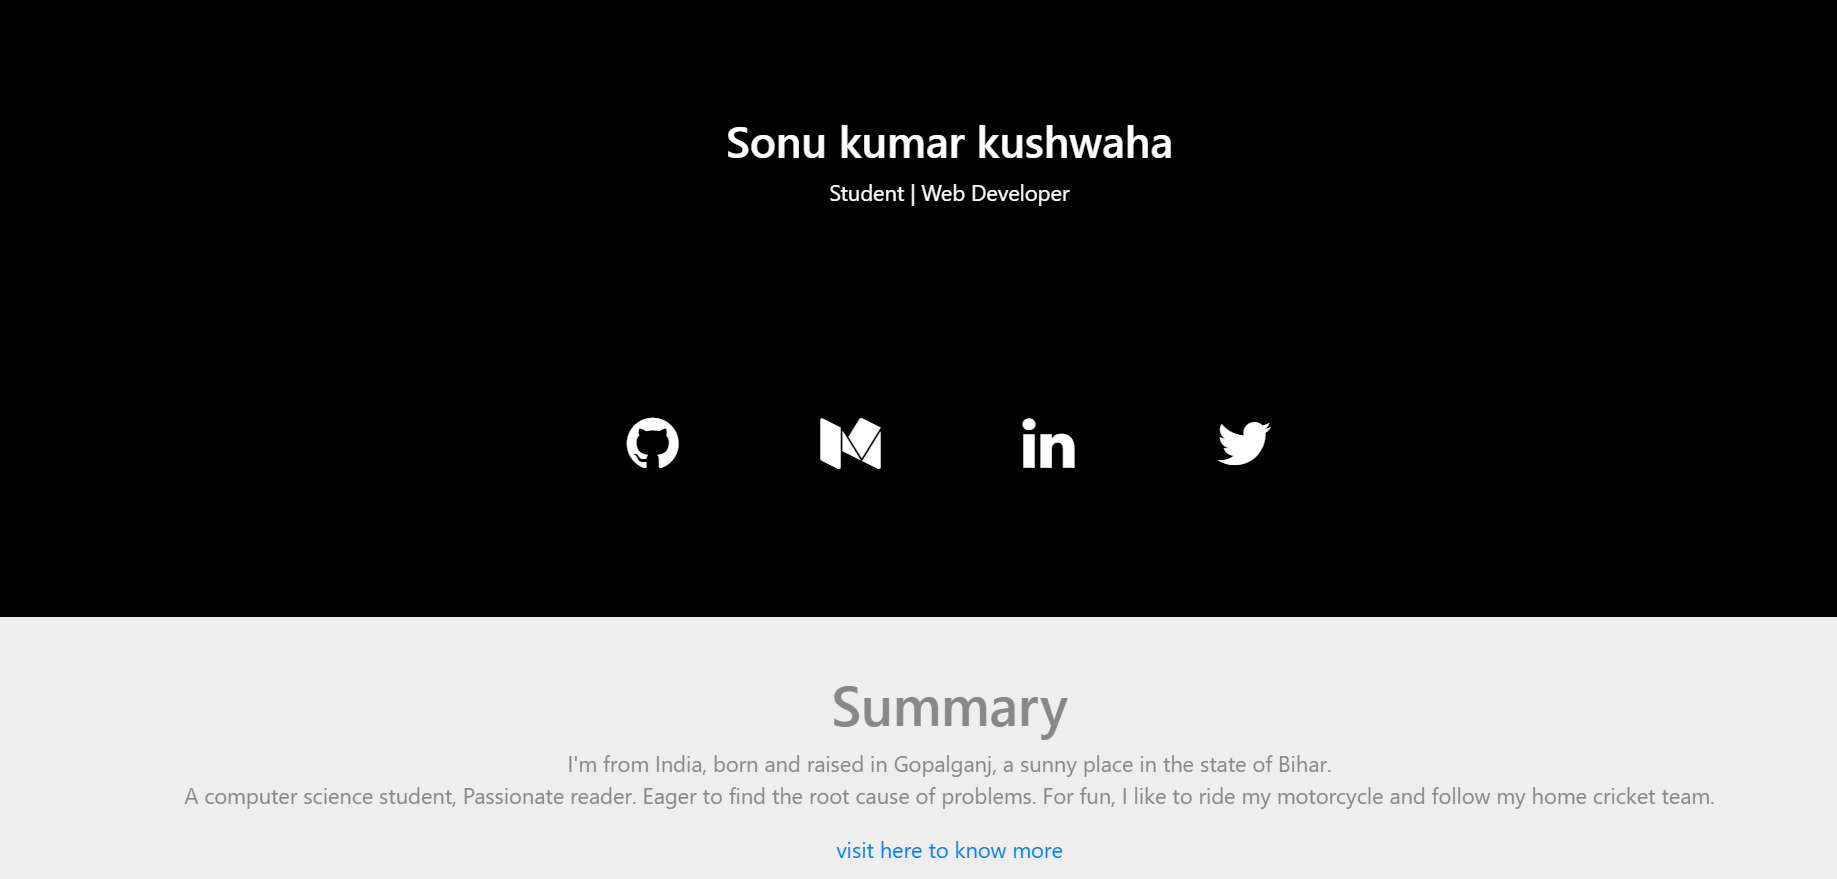 Sonu kumar kushwaha
Student | Web Developer
in
Summary
I'm from India, born and raised in Gopalganj, a sunny place in the state of Bihar.
A computer science student, Passionate reader. Eager to find the root cause of problems. For fun, I like to ride my motorcycle and follow my home cricket team.
visit here to know more